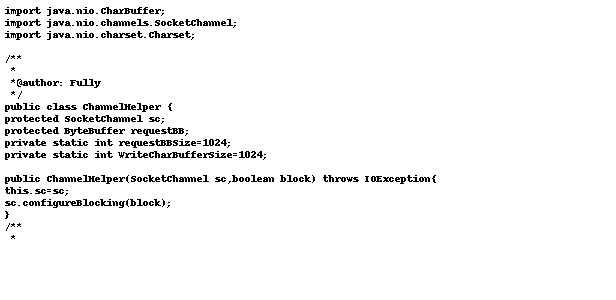 import java.nio.CharBuffer;
import java.nio.channels.SocketChannel;
import java.nio.charset.Charset;

/**
 *
 *@author: Fully
 */
public class ChannelHelper {
protected SocketChannel sc;
protected ByteBuffer requestBB;
private static int requestBBSize=1024;
private static int WriteCharBufferSize=1024;

public ChannelHelper(SocketChannel sc,boolean block) throws IOException{
this.sc=sc;
sc.configureBlocking(block);
}
/**
 *